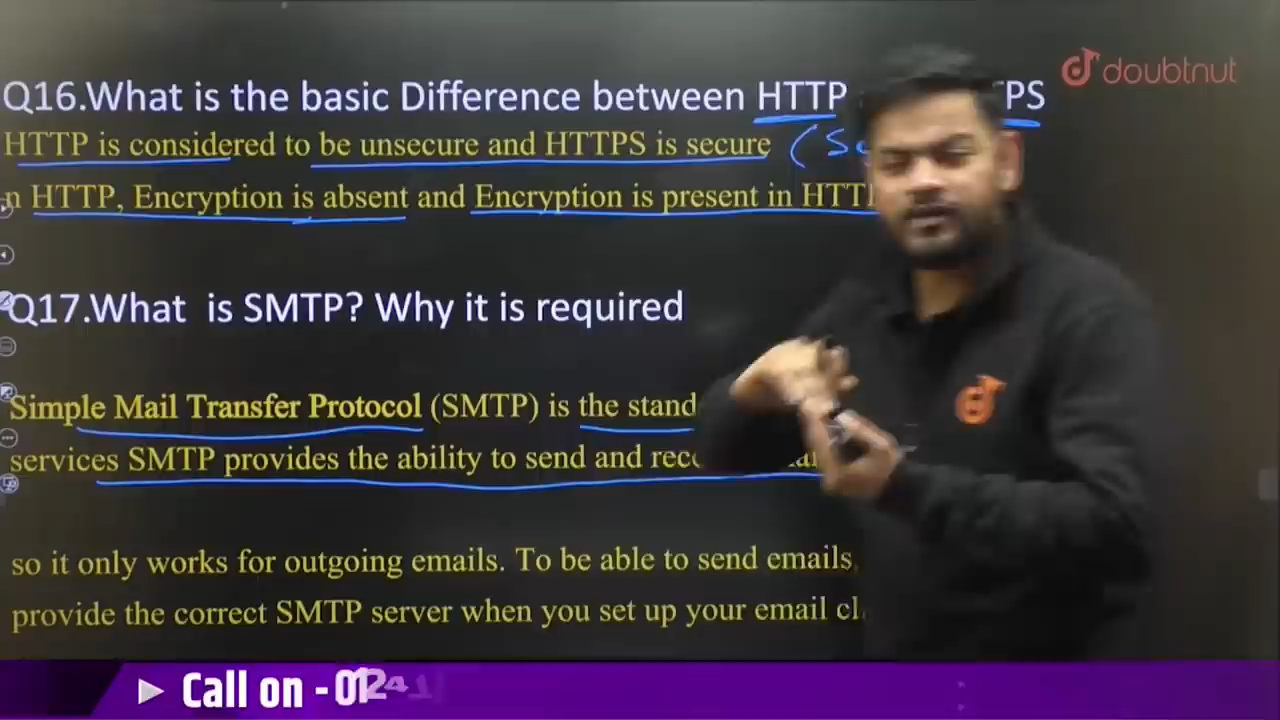 Q16.What is the basic Difference between HTTP
doubtnut
HTTP is considered to be unsecure and HTTPS is secure
n HTTP, Encryption is absent and Encryption is present in
Q17.What is SMTP? Why it is required
Simple Mail Transfer Protocol (SMTP) is the
services SMTP provides the ability to send and
so it only works for outgoing emails. To be able to send emails,
provide the correct SMTP server when you set up your email
Call on - 012